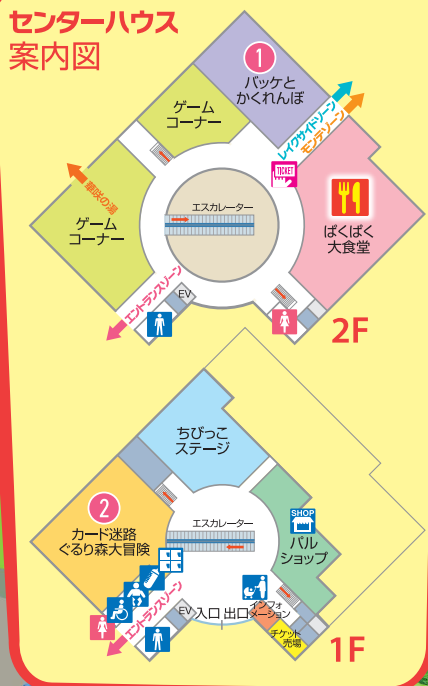 センターハウス
案内図
1
バッケと
かくれんぼ
ゲーム
コーナー
レイクサイドゾーン
モンテゾーン
TICKET
華咲の湯
エスカレーター
ぱくぱく
大食堂
ゲーム
コーナー
エントランスゾーン
EV
2F
ちびっこ
ステージ
2
カード迷路
ぐるり森大冒険
エスカレーター
SHOP
パル
ショップ
エントランスゾーン
EV
入口 出口
インフォ
メーション
チケット
売場
1F